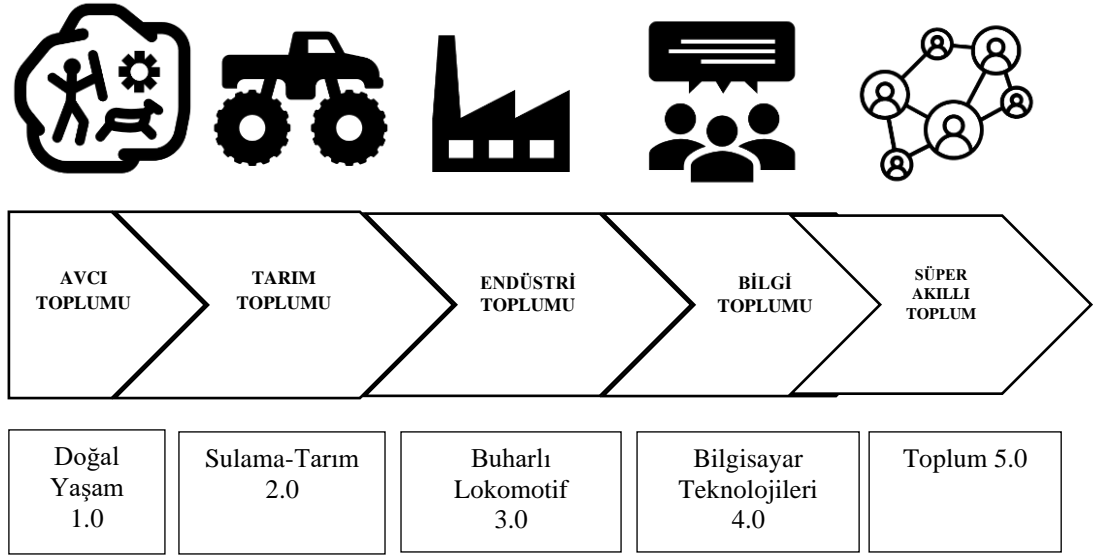 AVCI
TOPLUMU
TARIM
TOPLUMU
ENDÜSTRİ
TOPLUMU
BİLGİ
TOPLUMU
SÜPER
AKILLI
TOPLUM
Doğal
Yaşam
1.0
Sulama-Tarım
2.0
Buharlı
Lokomotif
3.0
Bilgisayar
Teknolojileri
4.0
Toplum 5.0